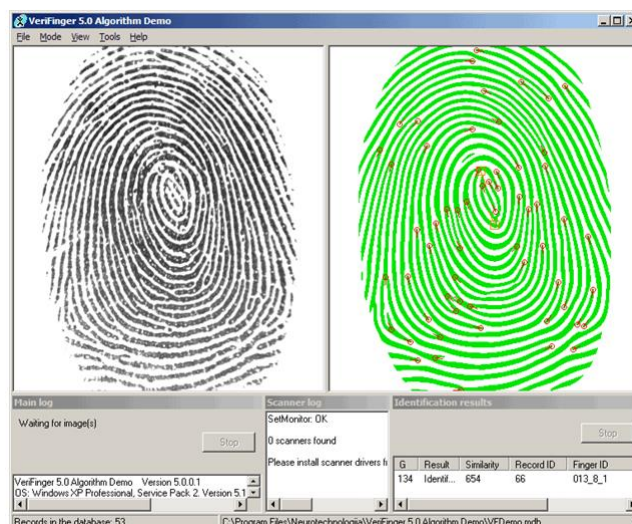 VeriFinger 5.0 Algorithm Demo
File Mode View Tools Help
Main log
Waiting for image(s)
Stop
VeriFinger 5.0 Algorithm Demo Version 5.0.0.1
OS: Windows XP Professional, Service Pack 2. Version 5.1
Scanner log
SetMonitor: OK
0 scanners found
Please install scanner drivers
Identification results
Stop
G Result Similarity Record ID Finger ID
134 Identif... 654 66 013_8_1
Records in the database: 53
C:\Program Files\Neurotechnologija\VeriFinger 5.0 Algorithm Demo\VFDemo.mdb